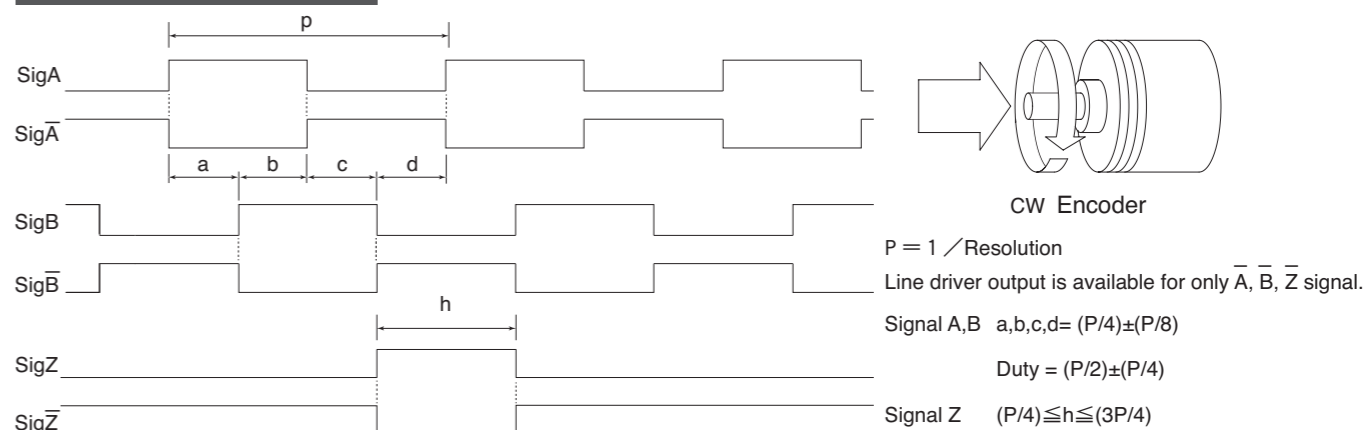 p
SigA
SigA̅
a b c d
SigB
SigB̅
h
SigZ
SigZ̅
CW Encoder
P = 1 ／Resolution
Line driver output is available for only A̅, B̅, Z̅ signal.
Signal A,B a,b,c,d= (P/4)±(P/8)
Duty = (P/2)±(P/4)
Signal Z (P/4)≦h≦(3P/4)